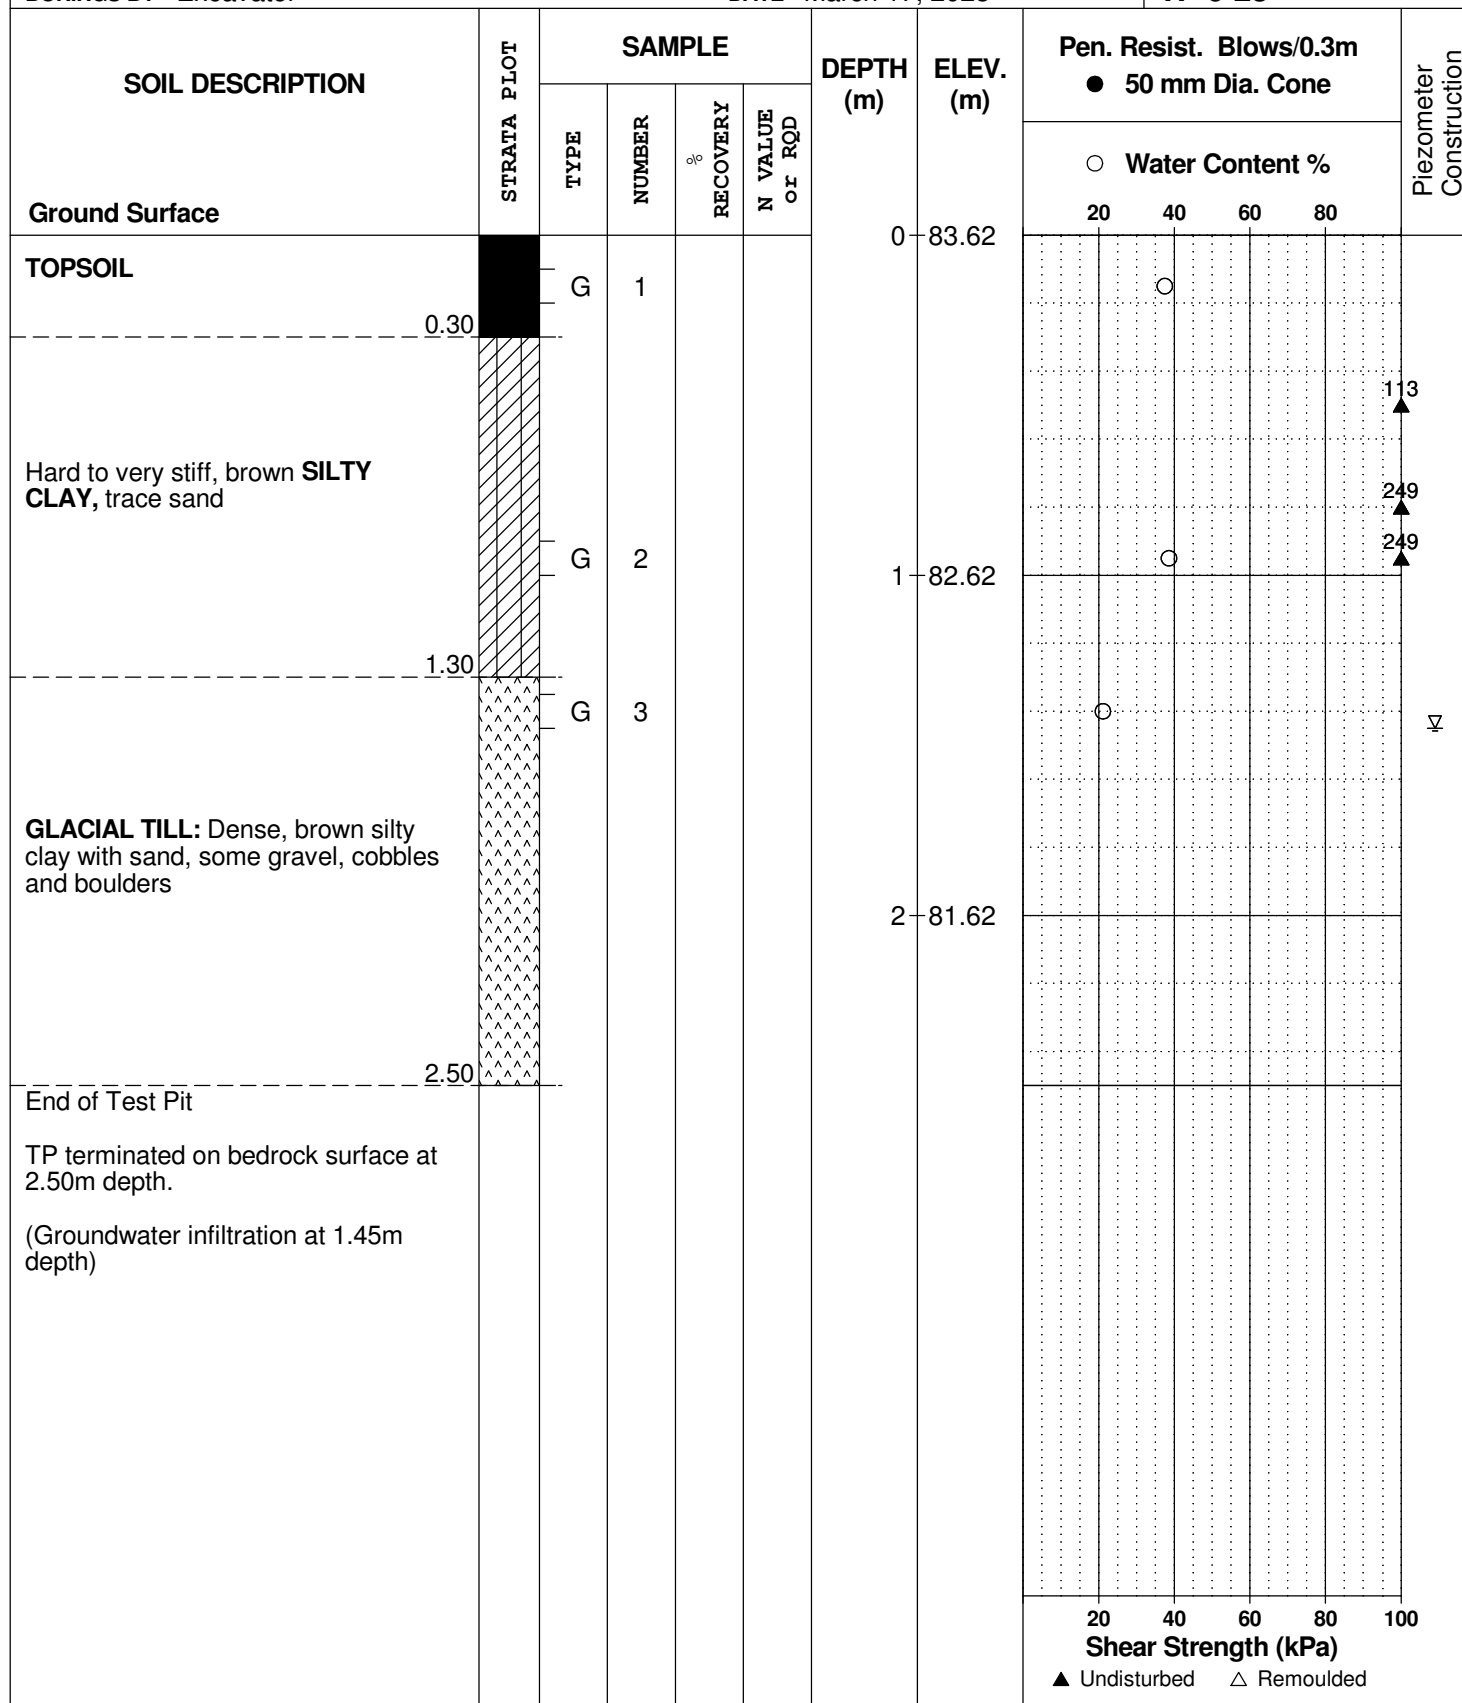 SOIL DESCRIPTION
Ground Surface
STRATA PLOT
SAMPLE
TYPE
NUMBER
%
RECOVERY
N VALUE
or RQD
DEPTH
(m)
ELEV.
(m)
Pen. Resist. Blows/0.3m
● 50 mm Dia. Cone
○ Water Content %
20 40 60 80
Piezometer
Construction
0 83.62
TOPSOIL
G 1
0.30
113
Hard to very stiff, brown SILTY
CLAY, trace sand
249
249
G 2
1 82.62
1.30
G 3
GLACIAL TILL: Dense, brown silty
clay with sand, some gravel, cobbles
and boulders
2 81.62
2.50
End of Test Pit
TP terminated on bedrock surface at
2.50m depth.
(Groundwater infiltration at 1.45m
depth)
20 40 60 80 100
Shear Strength (kPa)
▲ Undisturbed △ Remoulded